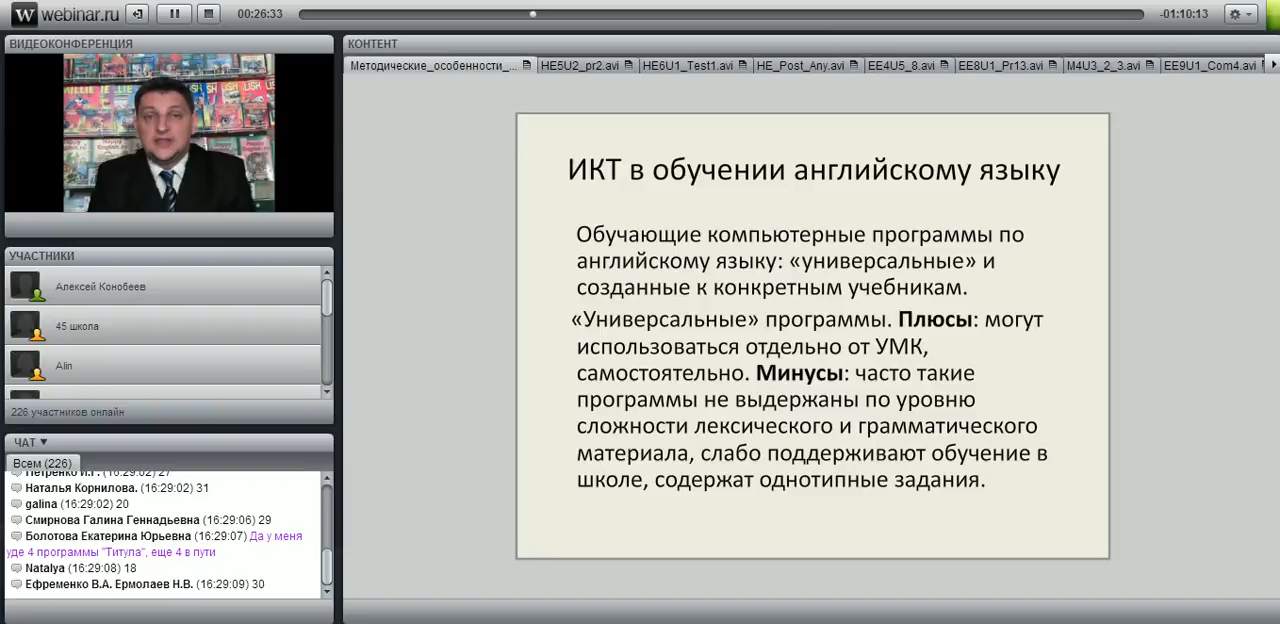 webinar.ru
00:26:33
-01:10:13
ВИДЕОКОНФЕРЕНЦИЯ
КОНТЕНТ
Методические_особенности_...
HE5U2_pr2.avi
HE6U1_Test1.avi
HE_Post_Any.avi
EE4U5_8.avi
EE8U1_Pr13.avi
M4U3_2_3.avi
EE9U1_Com4.avi
УЧАСТНИКИ
Алексей Конобеев
45 школа
Alin
226 участников онлайн
ЧАТ
Всем (226)
Петренко И.Г. (16:29:02) 27
Наталья Корнилова. (16:29:02) 31
galina (16:29:02) 20
Смирнова Галина Геннадьевна (16:29:06) 29
Болотова Екатерина Юрьевна (16:29:07) Да у меня
уде 4 программы "Титула", еще 4 в пути
Natalya (16:29:08) 18
Ефременко В.А. Ермолаев Н.В. (16:29:09) 30
ИКТ в обучении английскому языку
Обучающие компьютерные программы по
английскому языку: «универсальные» и
созданные к конкретным учебникам.
«Универсальные» программы. Плюсы: могут
использоваться отдельно от УМК,
самостоятельно. Минусы: часто такие
программы не выдержаны по уровню
сложности лексического и грамматического
материала, слабо поддерживают обучение в
школе, содержат однотипные задания.